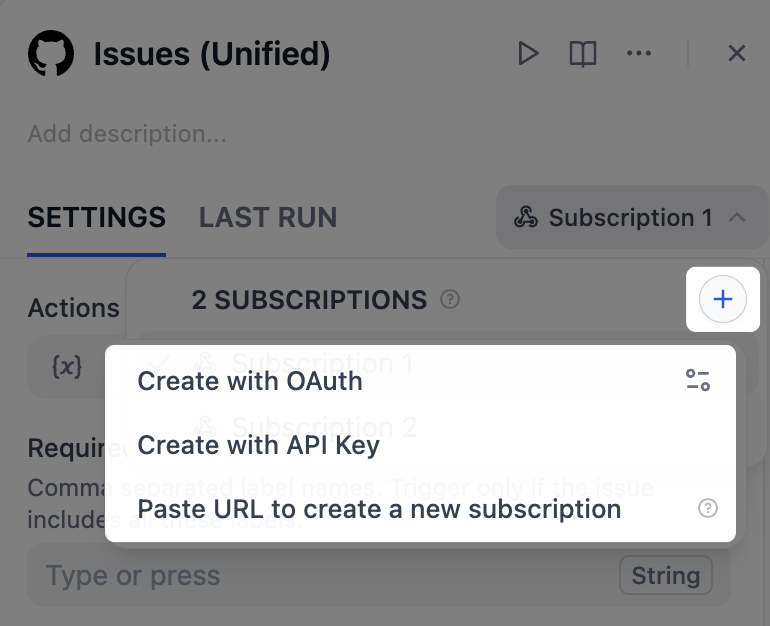 Issues (Unified)
Add description...
SETTINGS
LAST RUN
Subscription 1
Actions
2 SUBSCRIPTIONS
{x}
Subscription 1
Create with OAuth
Subscription 2
Create with API Key
Require
Comma separated label names. Trigger only if the issue
includes all these labels.
Paste URL to create a new subscription
Type or press
String